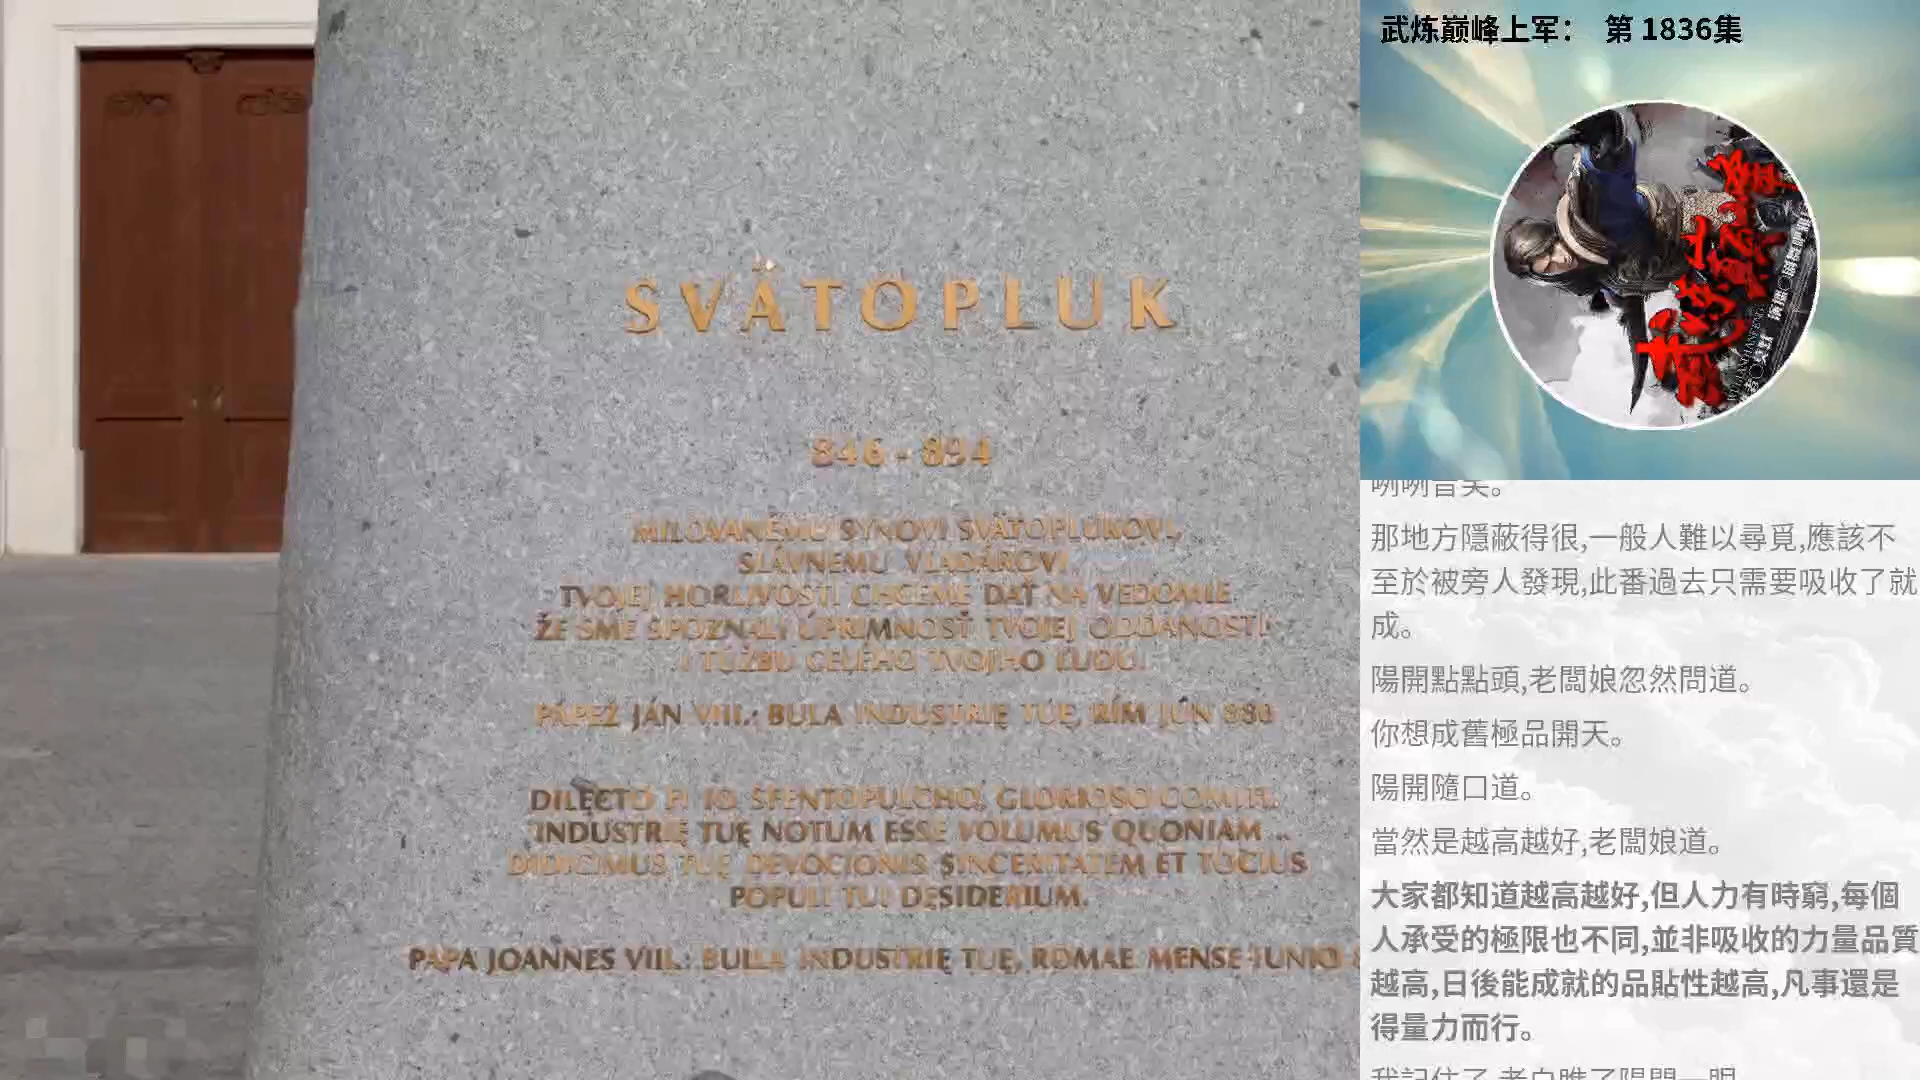 SVÄTOPLUK
846 - 894
MILOVANÉMU SYNOVI SVÄTOPLUKOVI,
SLÁVNEMU VLADÁROVI
TVOJEJ HORLIVOSTI CHCEME DAŤ NA VEDOMIE
ŽE SME SPOZNALI ÚPRIMNOSŤ TVOJEJ ODDANOSTI
I TÚŽBU CELÉHO TVOJHO ĽUDU.
PÁPEŽ JÁN VIII.: BULA INDUSTRIĘ TUĘ, RÍM JÚN 880
DILĘCTO FILIO SFENTOPULCHO, GLORIOSO COMITI.
INDUSTRIĘ TUĘ NOTUM ESSE VOLUMUS QUONIAM ..
DIDICIMUS TUĘ DEVOCIONIS SINCERITATEM ET TOCIUS
POPULI TUI DESIDERIUM.
PAPA JOANNES VIII.: BULLA INDUSTRIĘ TUĘ, ROMAE MENSE IUNIO
武炼巅峰上军： 第 1836集
那地方隱蔽得很,一般人難以尋覓,應該不
至於被旁人發現,此番過去只需要吸收了就
成。
陽開點點頭,老闆娘忽然問道。
你想成舊極品開天。
陽開隨口道。
當然是越高越好,老闆娘道。
大家都知道越高越好,但人力有時窮,每個
人承受的極限也不同,並非吸收的力量品質
越高,日後能成就的品貼性越高,凡事還是
得量力而行。